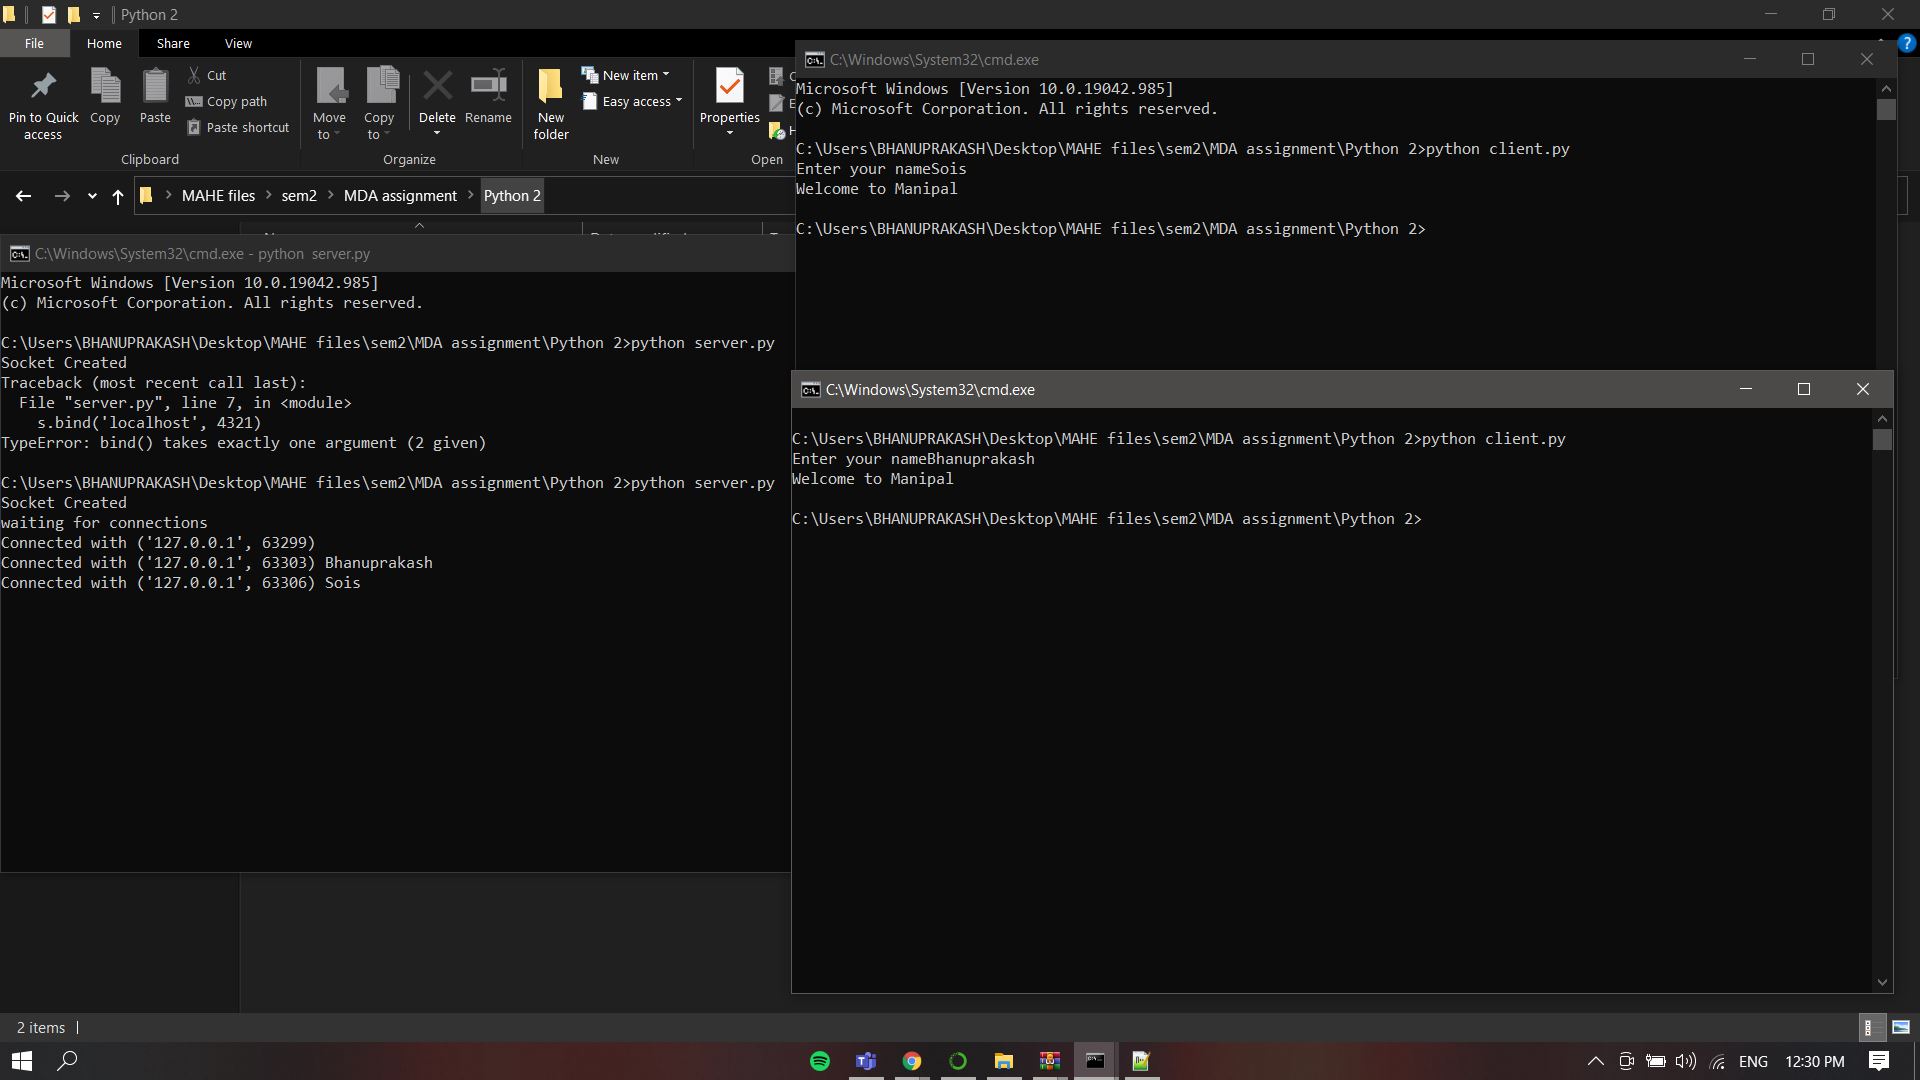 Python 2
File Home Share View
Pin to Quick access
Copy
Paste
Cut
Copy path
Paste shortcut
Clipboard
Move to
Copy to
Delete
Rename
Organize
New folder
New item
Easy access
New
Properties
Open
MAHE files > sem2 > MDA assignment > Python 2
C:\Windows\System32\cmd.exe - python server.py
Microsoft Windows [Version 10.0.19042.985]
(c) Microsoft Corporation. All rights reserved.
C:\Users\BHANUPRAKASH\Desktop\MAHE files\sem2\MDA assignment\Python 2>python server.py
Socket Created
Traceback (most recent call last):
File "server.py", line 7, in <module>
s.bind('localhost', 4321)
TypeError: bind() takes exactly one argument (2 given)
C:\Users\BHANUPRAKASH\Desktop\MAHE files\sem2\MDA assignment\Python 2>python server.py
Socket Created
waiting for connections
Connected with ('127.0.0.1', 63299)
Connected with ('127.0.0.1', 63303) Bhanuprakash
Connected with ('127.0.0.1', 63306) Sois
C:\Windows\System32\cmd.exe
Microsoft Windows [Version 10.0.19042.985]
(c) Microsoft Corporation. All rights reserved.
C:\Users\BHANUPRAKASH\Desktop\MAHE files\sem2\MDA assignment\Python 2>python client.py
Enter your nameSois
Welcome to Manipal
C:\Users\BHANUPRAKASH\Desktop\MAHE files\sem2\MDA assignment\Python 2>
C:\Windows\System32\cmd.exe
C:\Users\BHANUPRAKASH\Desktop\MAHE files\sem2\MDA assignment\Python 2>python client.py
Enter your nameBhanuprakash
Welcome to Manipal
C:\Users\BHANUPRAKASH\Desktop\MAHE files\sem2\MDA assignment\Python 2>
2 items
ENG 12:30 PM